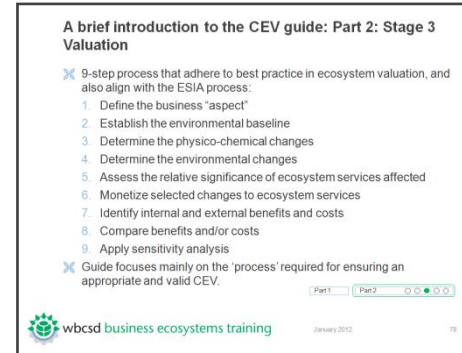 A brief introduction to the CEV guide: Part 2: Stage 3
Valuation
9-step process that adhere to best practice in ecosystem valuation, and
also align with the ESIA process:
1. Define the business “aspect”
2. Establish the environmental baseline
3. Determine the physico-chemical changes
4. Determine the environmental changes
5. Assess the relative significance of ecosystem services affected
6. Monetize selected changes to ecosystem services
7. Identify internal and external benefits and costs
8. Compare benefits and/or costs
9. Apply sensitivity analysis
Guide focuses mainly on the ‘process’ required for ensuring an
appropriate and valid CEV.
Part 1 Part 2
wbcsd business ecosystems training January 2012